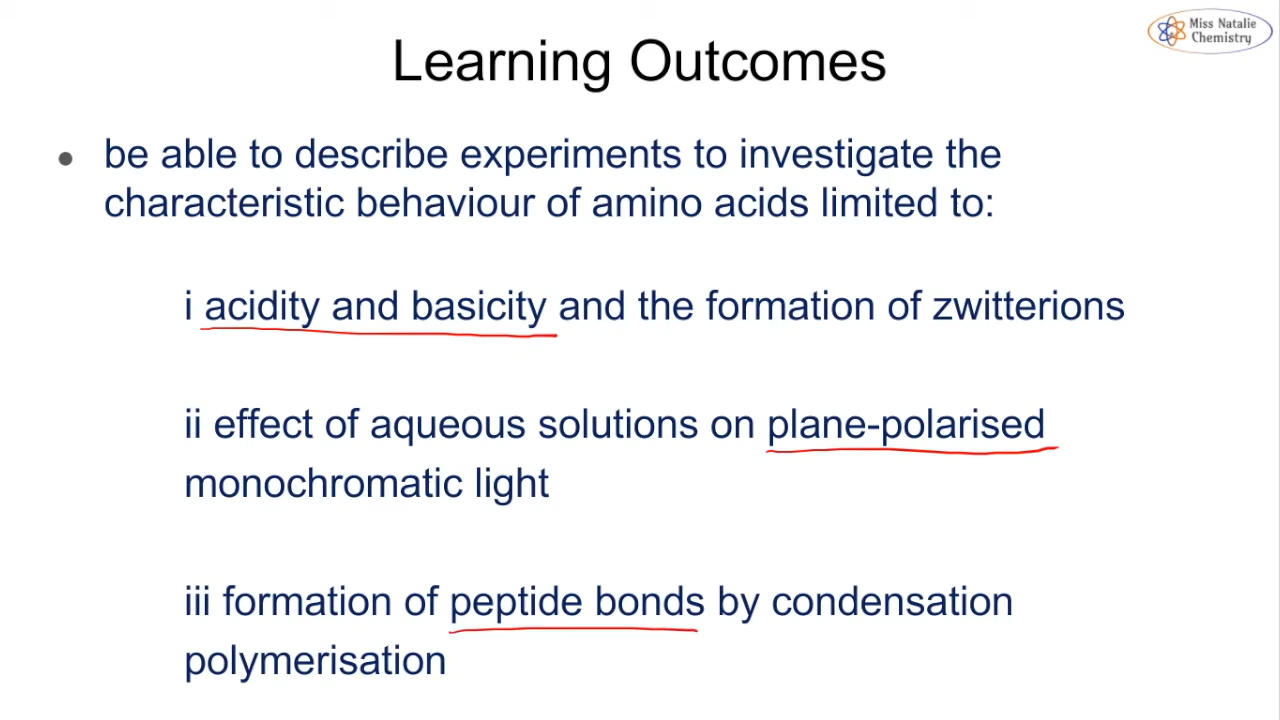 Miss Natalie
Chemistry
Learning Outcomes
• be able to describe experiments to investigate the
characteristic behaviour of amino acids limited to:
i acidity and basicity and the formation of zwitterions
ii effect of aqueous solutions on plane-polarised
monochromatic light
iii formation of peptide bonds by condensation
polymerisation